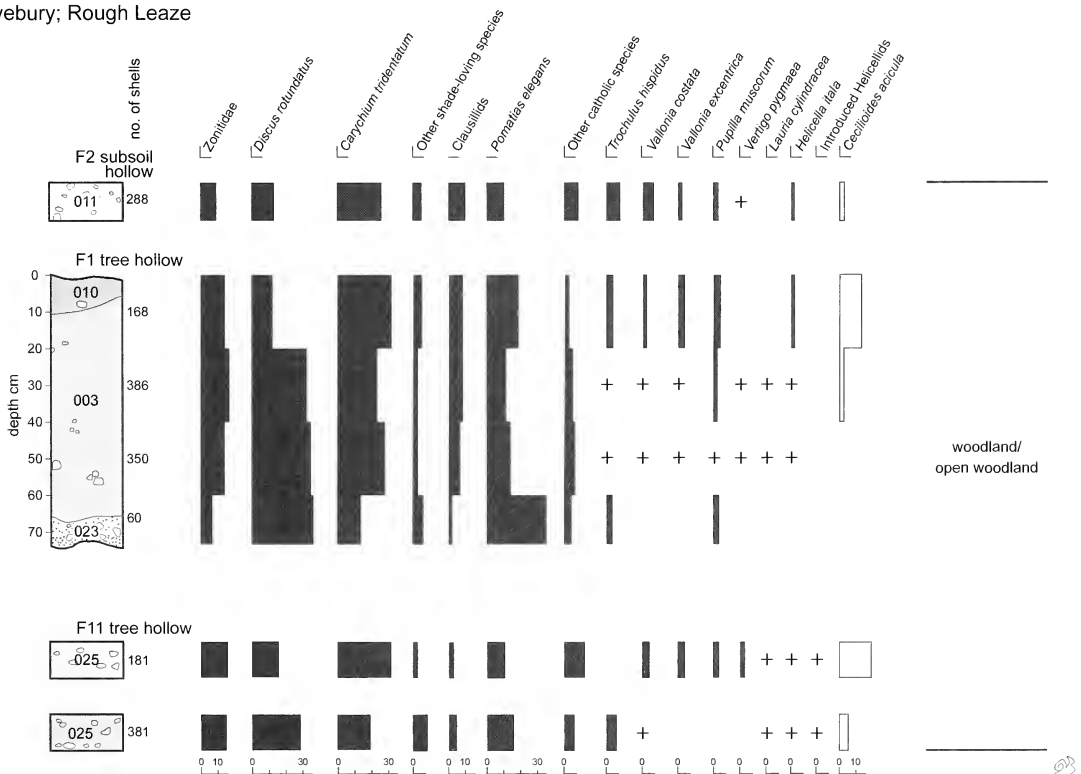 vebury; Rough Leaze
no. of shells
Zonitidae
Discus rotundatus
Carychium tridentatum
Other shade-loving species
Clausillids
Pomatias elegans
Other catholic species
Trochulus hispidus
Vallonia costata
Vallonia excentrica
Pupilla muscorum
Vertigo pygmaea
Lauria cylindracea
Helicella itala
Introduced Helicellids
Cecilioides acicula
F2 subsoil
hollow
011 288 +
F1 tree hollow
depth cm
0
010
10 168
20
30 386 + + + + + +
003
40
50 350 + + + + + + +
60
60
70 023
woodland/
open woodland
F11 tree hollow
025 181 + + +
025 381 + + + +
0 10 0 30 0 30 0 0 10 0 30 0 0 0 0 0 0 0 0 0 0